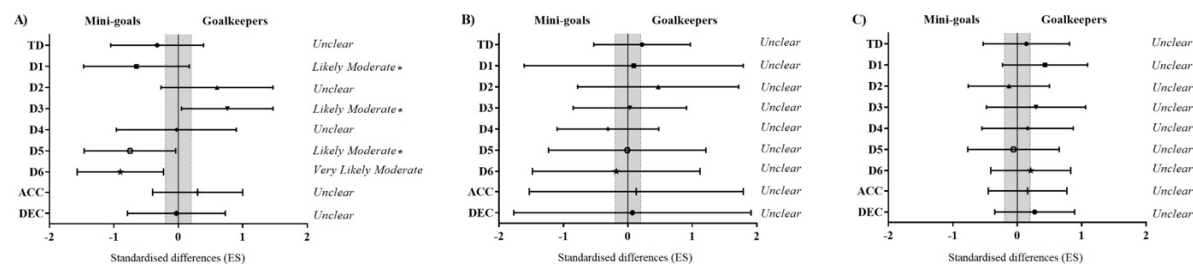 A) Mini-goals Goalkeepers
TD Unclear
D1 Likely Moderate *
D2 Unclear
D3 Likely Moderate *
D4 Unclear
D5 Likely Moderate *
D6 Very Likely Moderate
ACC Unclear
DEC Unclear
-2 -1 0 1 2
Standardised differences (ES)
B) Mini-goals Goalkeepers
TD Unclear
D1 Unclear
D2 Unclear
D3 Unclear
D4 Unclear
D5 Unclear
D6 Unclear
ACC Unclear
DEC Unclear
-2 -1 0 1 2
Standardised differences (ES)
C) Mini-goals Goalkeepers
TD Unclear
D1 Unclear
D2 Unclear
D3 Unclear
D4 Unclear
D5 Unclear
D6 Unclear
ACC Unclear
DEC Unclear
-2 -1 0 1 2
Standardised differences (ES)